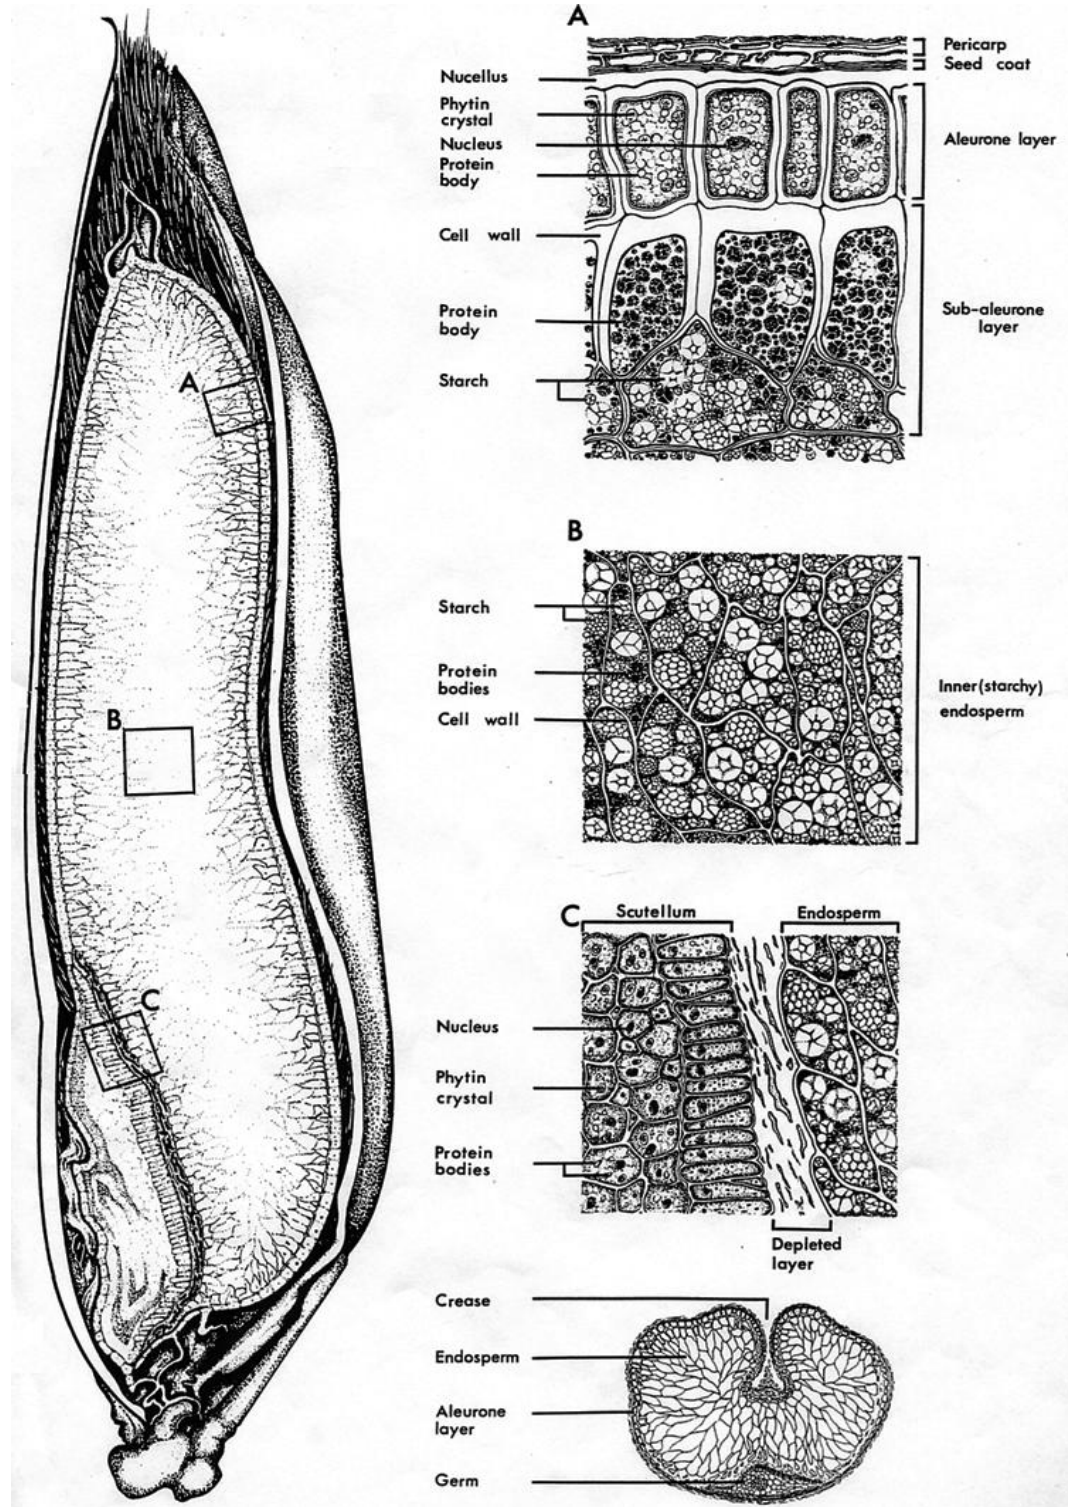 A
Pericarp
Seed coat
Nucellus
Phytin
crystal
Nucleus
Protein
body
Aleurone layer
Cell wall
Protein
body
Sub-aleurone
layer
Starch
A
B
Starch
Protein
bodies
Cell wall
Inner(starchy)
endosperm
B
C
Scutellum
Endosperm
C
Nucleus
Phytin
crystal
Protein
bodies
Depleted
layer
Crease
Endosperm
Aleurone
layer
Germ